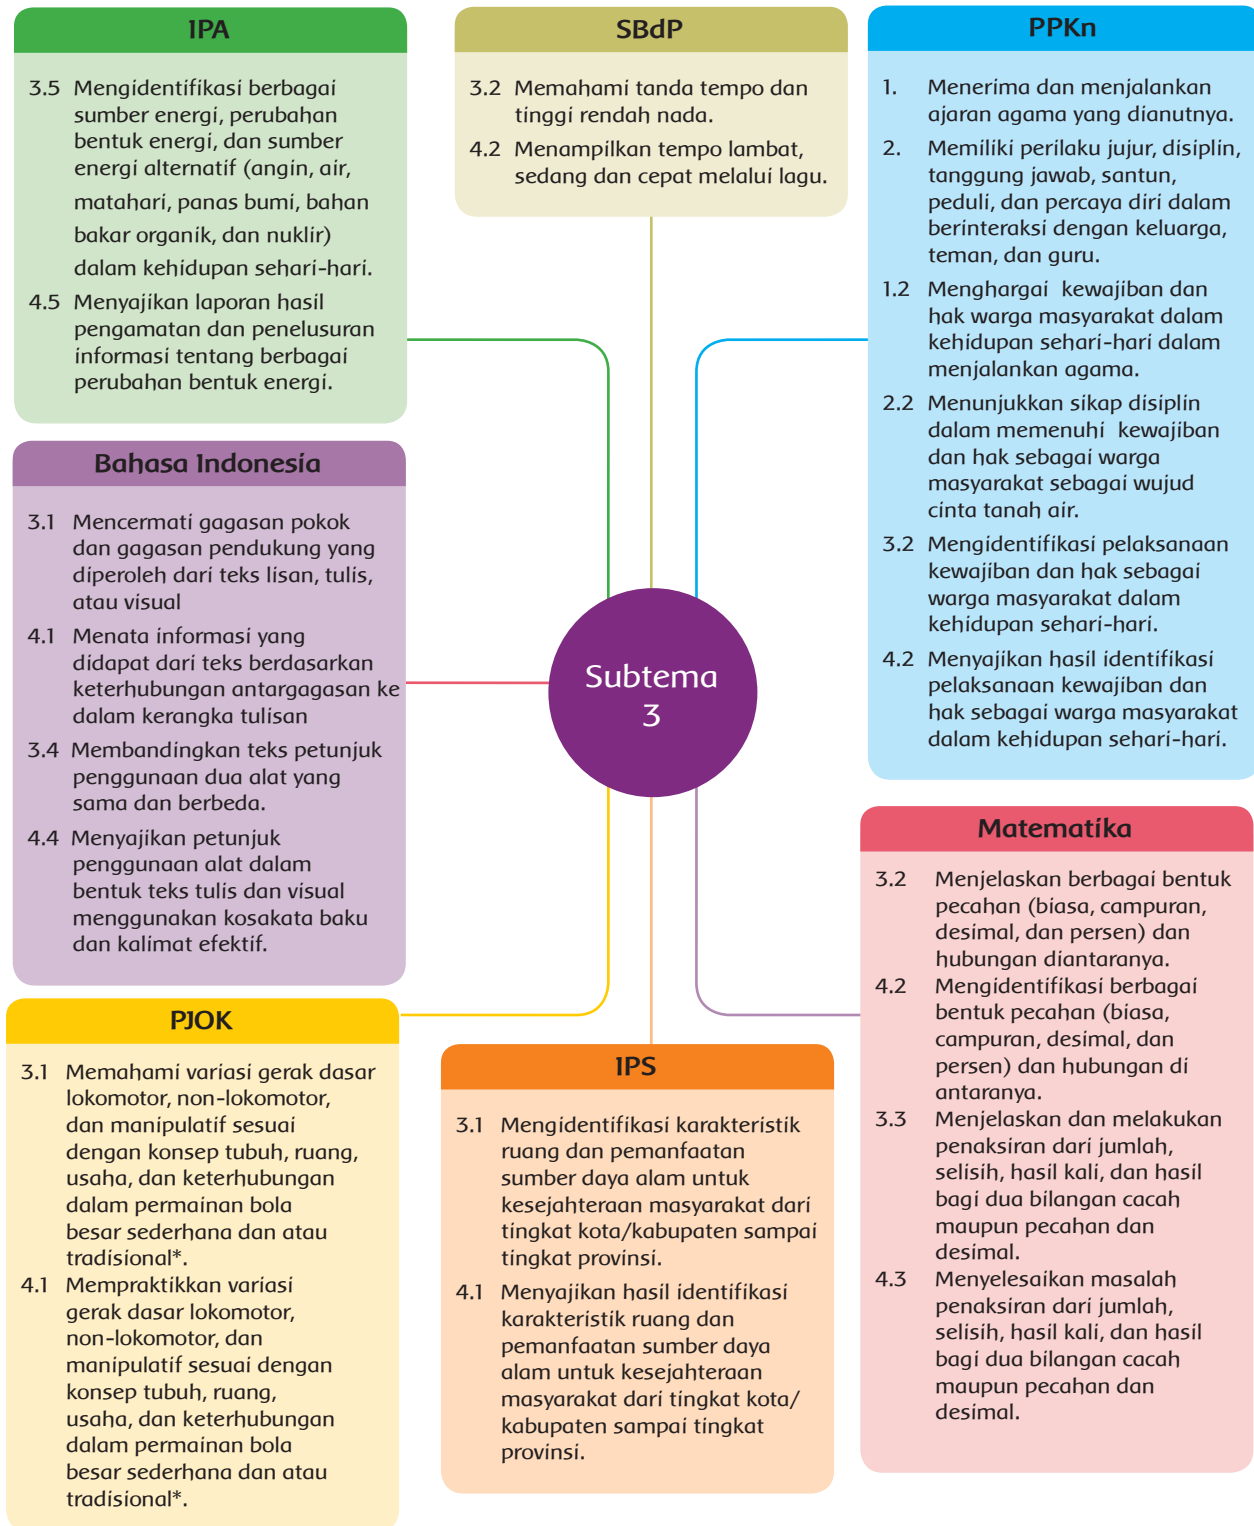 IPA
3.5 Mengidentifikasi berbagai
sumber energi, perubahan
bentuk energi, dan sumber
energi alternatif (angin, air,
matahari, panas bumi, bahan
bakar organik, dan nuklir)
dalam kehidupan sehari-hari.
4.5 Menyajikan laporan hasil
pengamatan dan penelusuran
informasi tentang berbagai
perubahan bentuk energi.
SBdP
3.2 Memahami tanda tempo dan
tinggi rendah nada.
4.2 Menampilkan tempo lambat,
sedang dan cepat melalui lagu.
PPKn
1. Menerima dan menjalankan
ajaran agama yang dianutnya.
2. Memiliki perilaku jujur, disiplin,
tanggung jawab, santun,
peduli, dan percaya diri dalam
berinteraksi dengan keluarga,
teman, dan guru.
1.2 Menghargai kewajiban dan
hak warga masyarakat dalam
kehidupan sehari-hari dalam
menjalankan agama.
2.2 Menunjukkan sikap disiplin
dalam memenuhi kewajiban
dan hak sebagai warga
masyarakat sebagai wujud
cinta tanah air.
3.2 Mengidentifikasi pelaksanaan
kewajiban dan hak sebagai
warga masyarakat dalam
kehidupan sehari-hari.
4.2 Menyajikan hasil identifikasi
pelaksanaan kewajiban dan
hak sebagai warga masyarakat
dalam kehidupan sehari-hari.
Bahasa Indonesia
3.1 Mencermati gagasan pokok
dan gagasan pendukung yang
diperoleh dari teks lisan, tulis,
atau visual
4.1 Menata informasi yang
didapat dari teks berdasarkan
keterhubungan antargagasan ke
dalam kerangka tulisan
3.4 Membandingkan teks petunjuk
penggunaan dua alat yang
sama dan berbeda.
4.4 Menyajikan petunjuk
penggunaan alat dalam
bentuk teks tulis dan visual
menggunakan kosakata baku
dan kalimat efektif.
Subtema
3
Matematika
3.2 Menjelaskan berbagai bentuk
pecahan (biasa, campuran,
desimal, dan persen) dan
hubungan diantaranya.
4.2 Mengidentifikasi berbagai
bentuk pecahan (biasa,
campuran, desimal, dan
persen) dan hubungan di
antaranya.
3.3 Menjelaskan dan melakukan
penaksiran dari jumlah,
selisih, hasil kali, dan hasil
bagi dua bilangan cacah
maupun pecahan dan
desimal.
4.3 Menyelesaikan masalah
penaksiran dari jumlah,
selisih, hasil kali, dan hasil
bagi dua bilangan cacah
maupun pecahan dan
desimal.
PJOK
3.1 Memahami variasi gerak dasar
lokomotor, non-lokomotor,
dan manipulatif sesuai
dengan konsep tubuh, ruang,
usaha, dan keterhubungan
dalam permainan bola
besar sederhana dan atau
tradisional*.
4.1 Mempraktikkan variasi
gerak dasar lokomotor,
non-lokomotor, dan
manipulatif sesuai dengan
konsep tubuh, ruang,
usaha, dan keterhubungan
dalam permainan bola
besar sederhana dan atau
tradisional*.
IPS
3.1 Mengidentifikasi karakteristik
ruang dan pemanfaatan
sumber daya alam untuk
kesejahteraan masyarakat dari
tingkat kota/kabupaten sampai
tingkat provinsi.
4.1 Menyajikan hasil identifikasi
karakteristik ruang dan
pemanfaatan sumber daya
alam untuk kesejahteraan
masyarakat dari tingkat kota/
kabupaten sampai tingkat
provinsi.